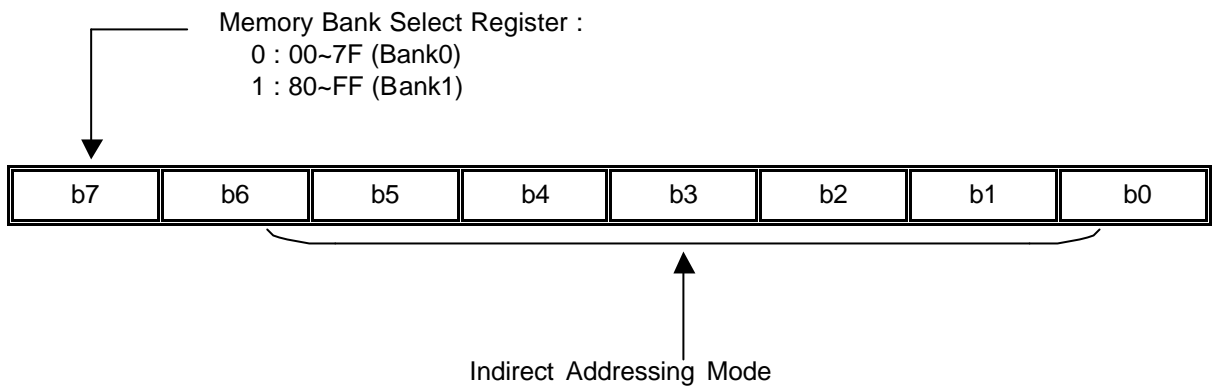 Memory Bank Select Register :
0 : 00~7F (Bank0)
1 : 80~FF (Bank1)
b7 b6 b5 b4 b3 b2 b1 b0
Indirect Addressing Mode